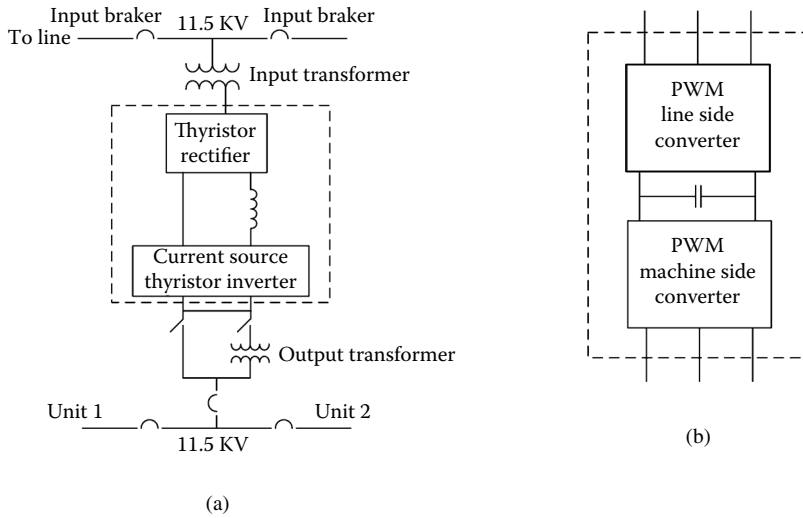 Input braker
11.5 KV
Input braker
To line
Input transformer
Thyristor
rectifier
Current source
thyristor inverter
Output transformer
Unit 1
Unit 2
11.5 KV
(a)
PWM
line side
converter
PWM
machine side
converter
(b)